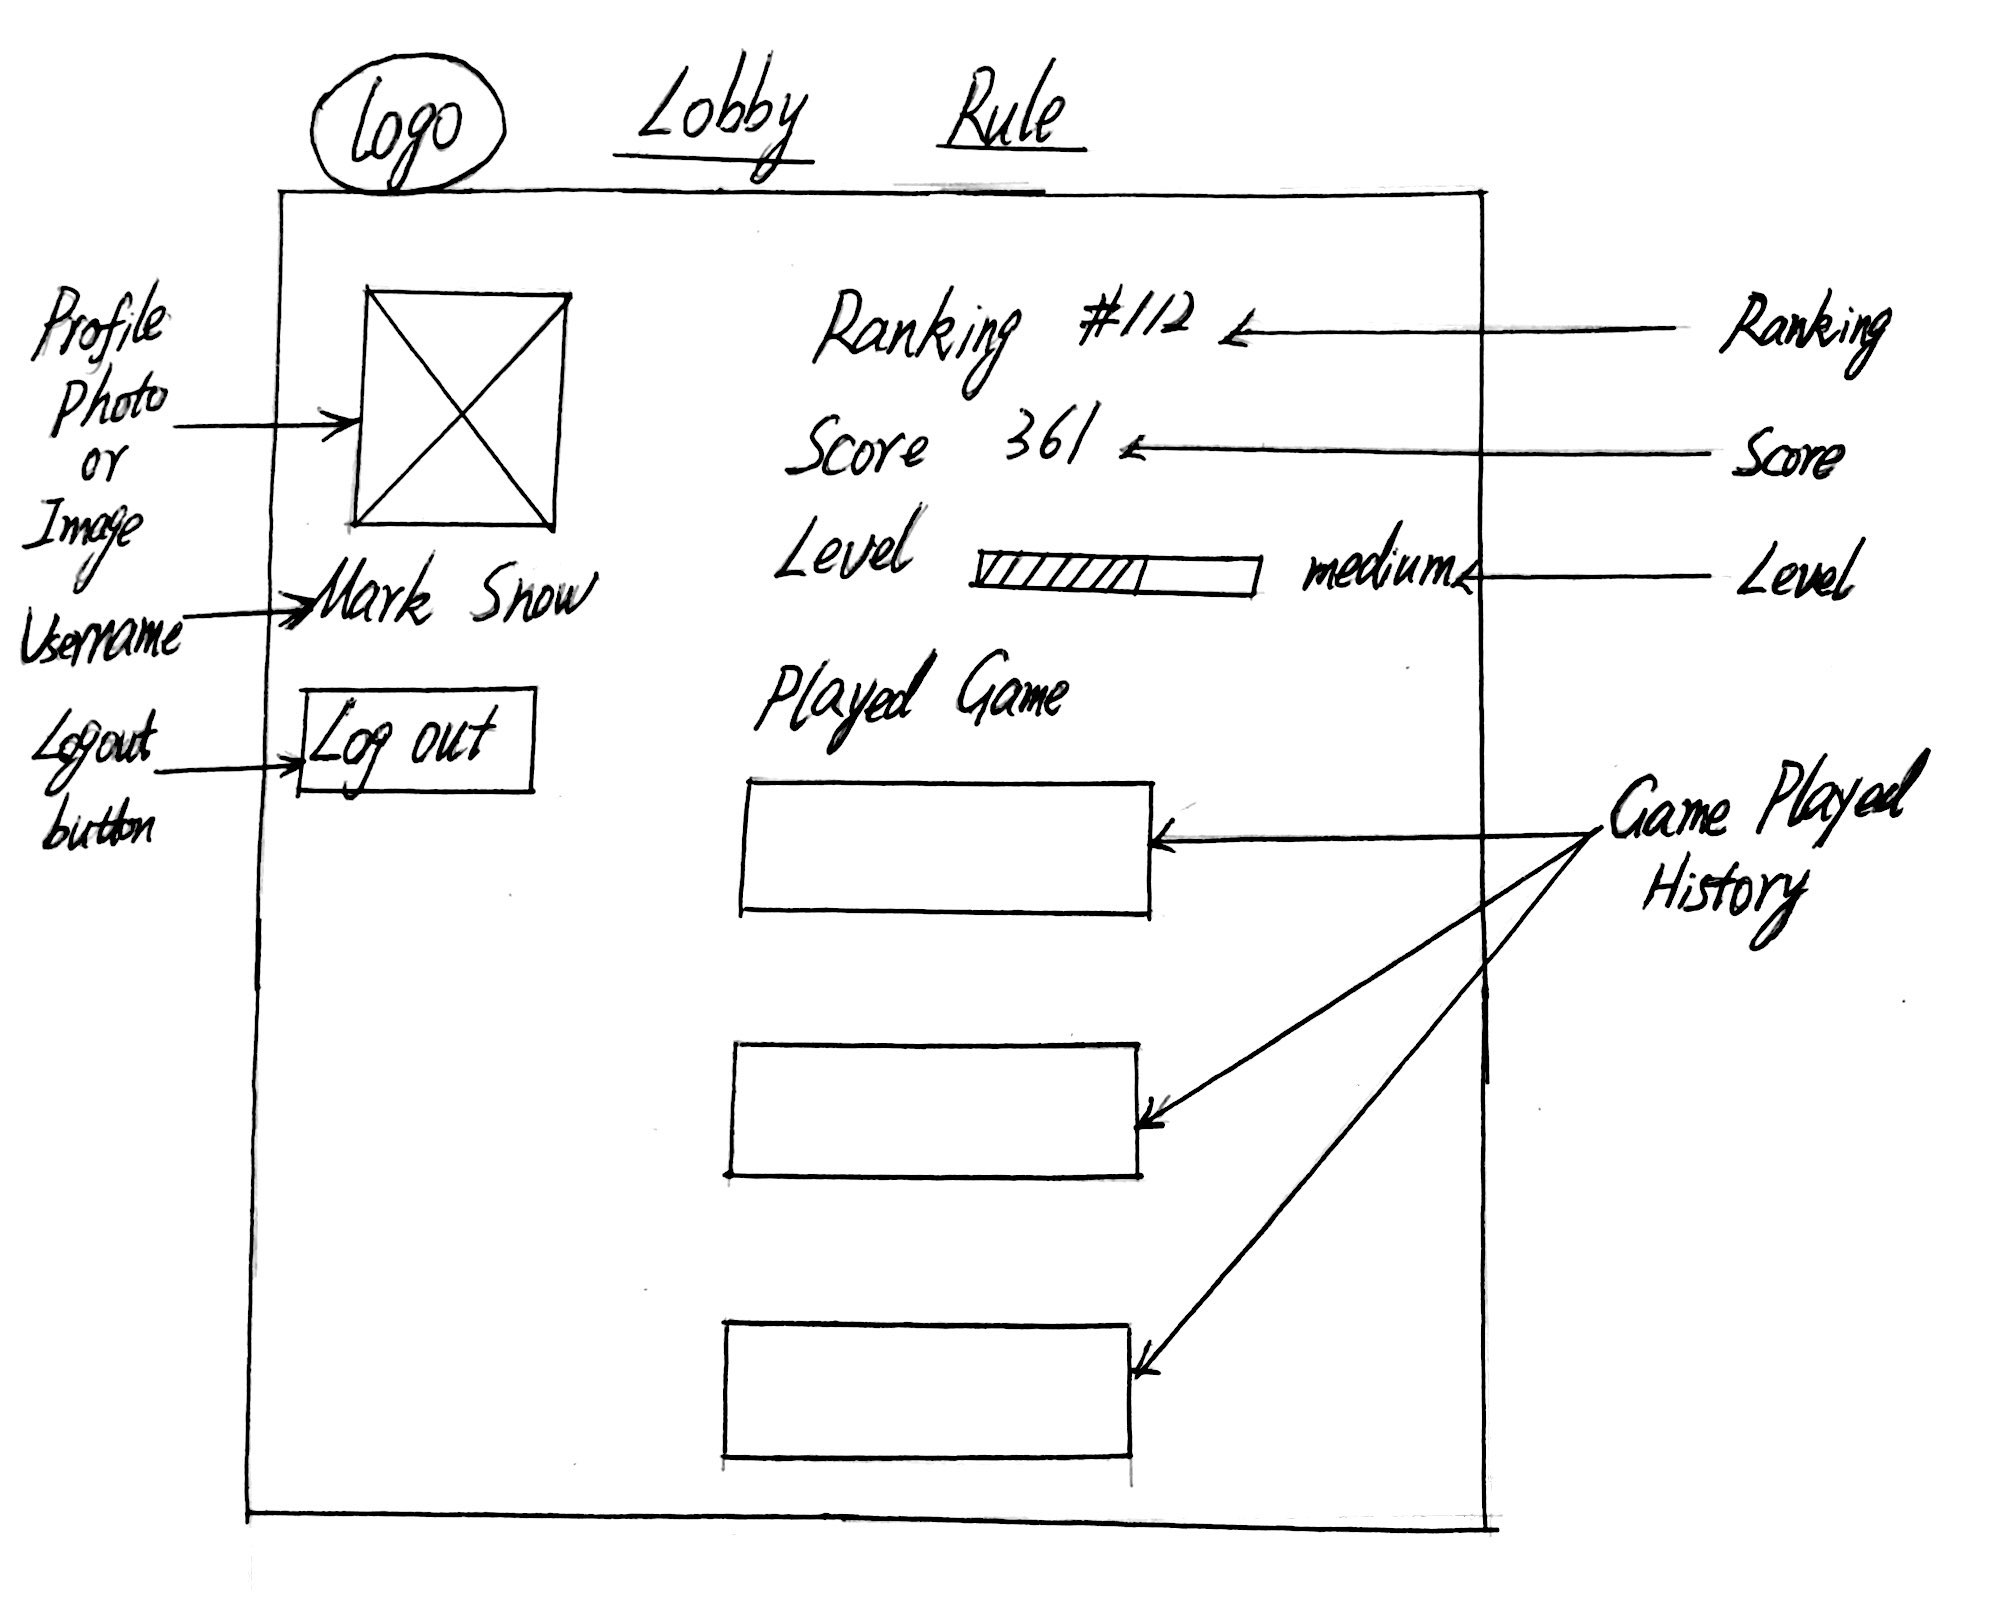 Logo
Lobby
Rule
Profile
Photo
or
Image
Username
Logout
button
Mark Snow
Log out
Ranking #112
Score 361
Level medium
Played Game
Ranking
Score
Level
Game Played
History